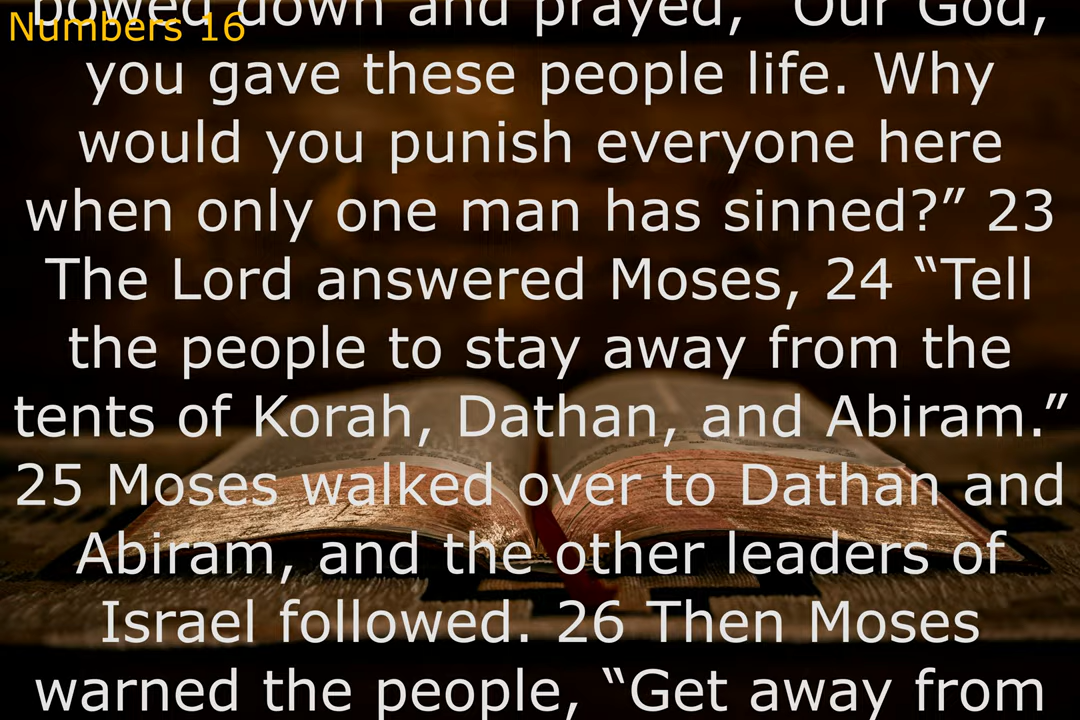 Numbers 16
bowed down and prayed, “Our God,
you gave these people life. Why
would you punish everyone here
when only one man has sinned?” 23
The Lord answered Moses, 24 “Tell
the people to stay away from the
tents of Korah, Dathan, and Abiram.”
25 Moses walked over to Dathan and
Abiram, and the other leaders of
Israel followed. 26 Then Moses
warned the people, “Get away from